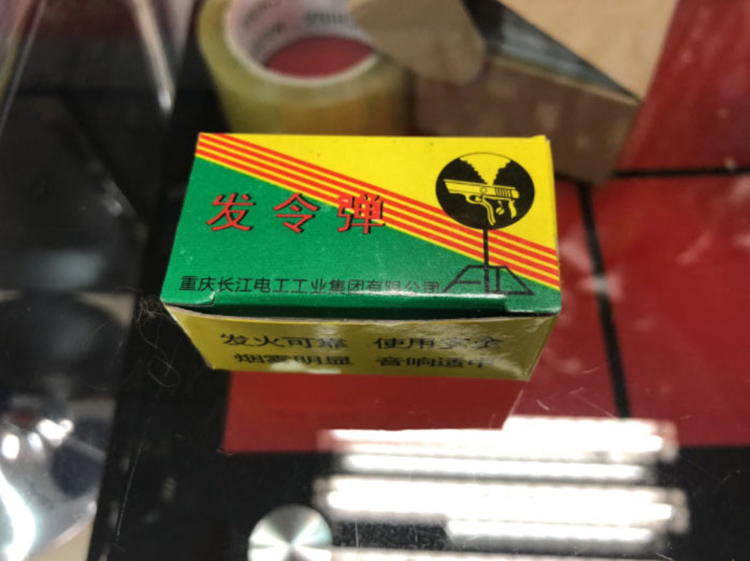 发令弹
重庆长江电工工业集团有限公司
发火可靠 使用安全
烟雾明显 音响适中